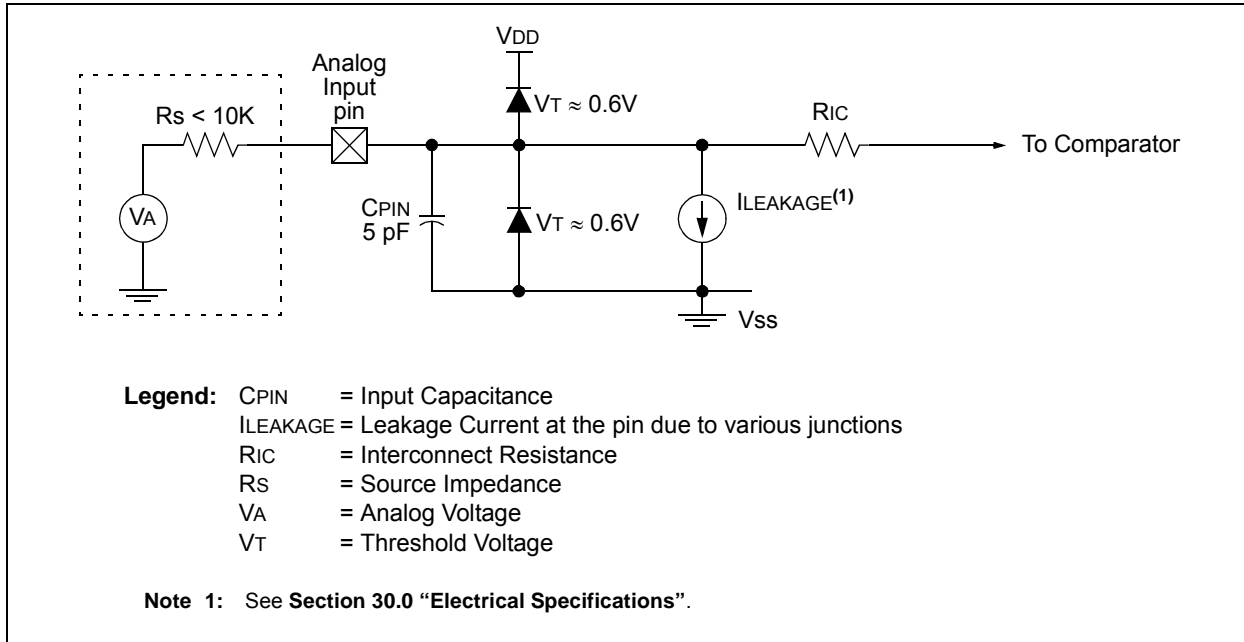 VDD
Analog
Input
pin
Rs < 10K
VT ≈ 0.6V
RIC
To Comparator
VA
CPIN
5 pF
VT ≈ 0.6V
ILEAKAGE(1)
Vss
Legend: CPIN = Input Capacitance
ILEAKAGE = Leakage Current at the pin due to various junctions
RIC = Interconnect Resistance
RS = Source Impedance
VA = Analog Voltage
VT = Threshold Voltage
Note 1: See Section 30.0 “Electrical Specifications”.